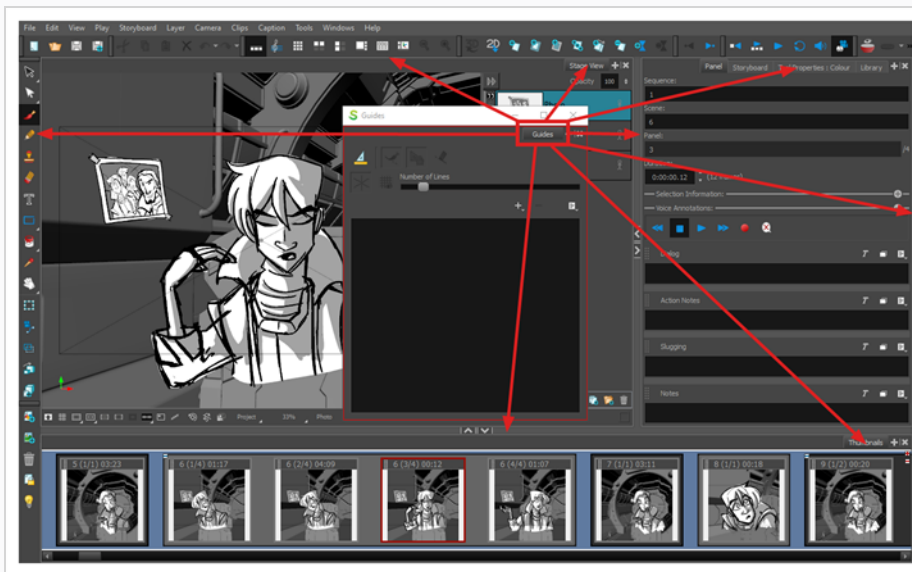 File Edit View Play Storyboard Layer Camera Clips Caption Tools Windows Help
Stage View
Panel Storyboard Properties : Colour Library
Opacity 100
Sequence:
1
Scene:
6
Panel:
3 /4
0:00:00.12
Selection Information:
Voice Annotations:
Guides
Guides
Number of Lines
Dialog
Action Notes
Slugging
Notes
Project 33% Photo
Thumbnails
5 (1/1) 03:23
6 (1/4) 01:17
6 (2/4) 04:09
6 (3/4) 00:12
6 (4/4) 01:07
7 (1/1) 03:11
8 (1/1) 00:18
9 (1/2) 00:20